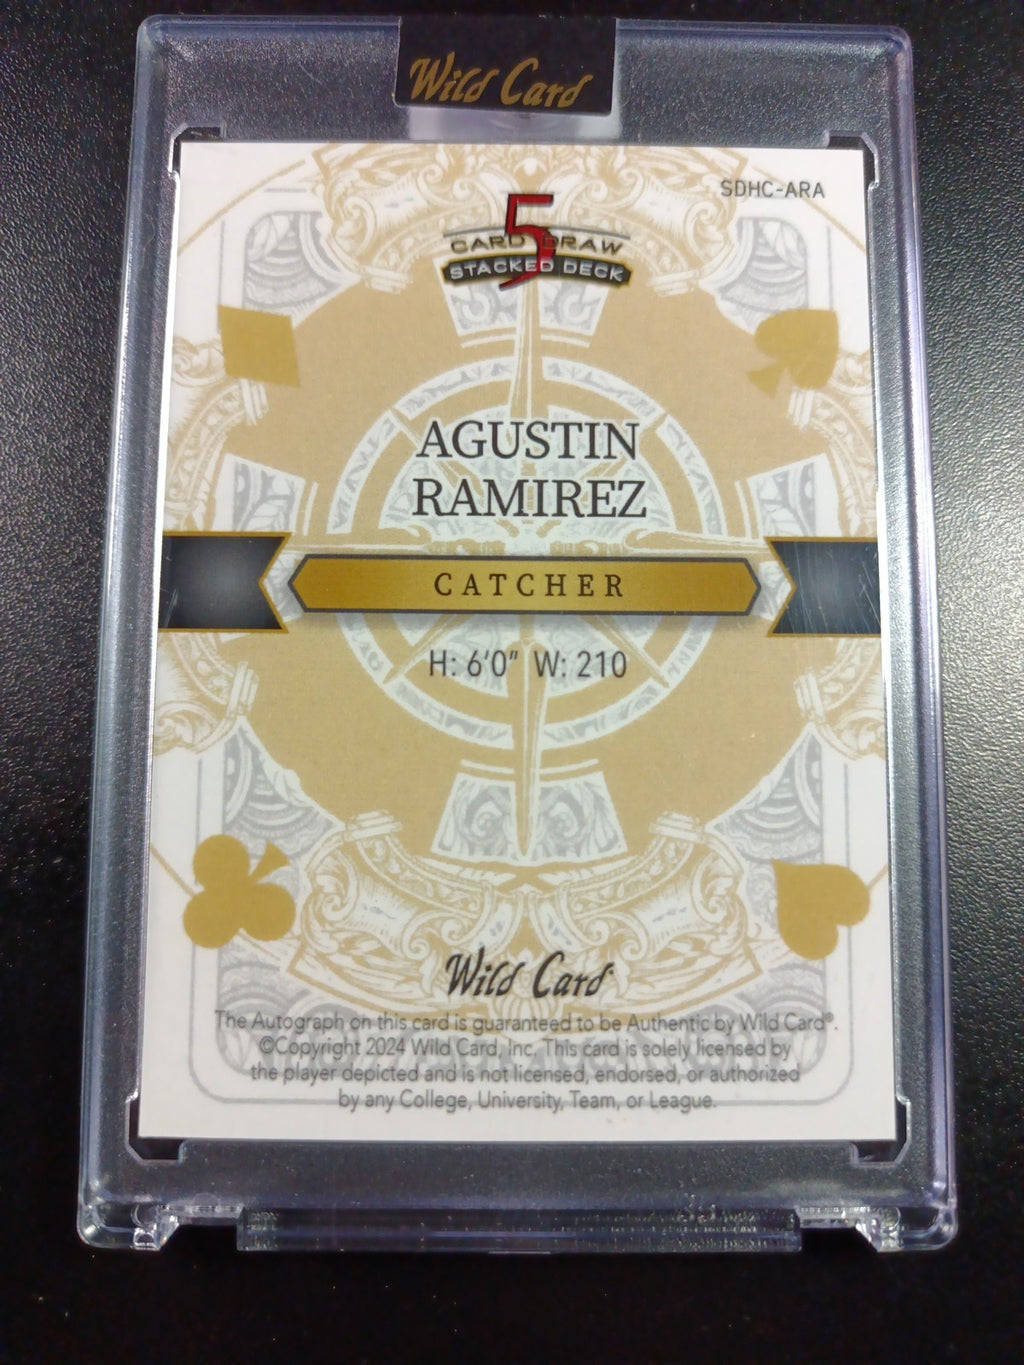 Wild Card
SDHC-ARA
5
CARD DRAW
STACKED DECK
AGUSTIN
RAMIREZ
CATCHER
H: 6'0" W: 210
Wild Card
The Autograph on this card is guaranteed to be Authentic by Wild Card®.
©Copyright 2024 Wild Card, Inc. This card is solely licensed by
the player depicted and is not licensed, endorsed, or authorized
by any College, University, Team, or League.